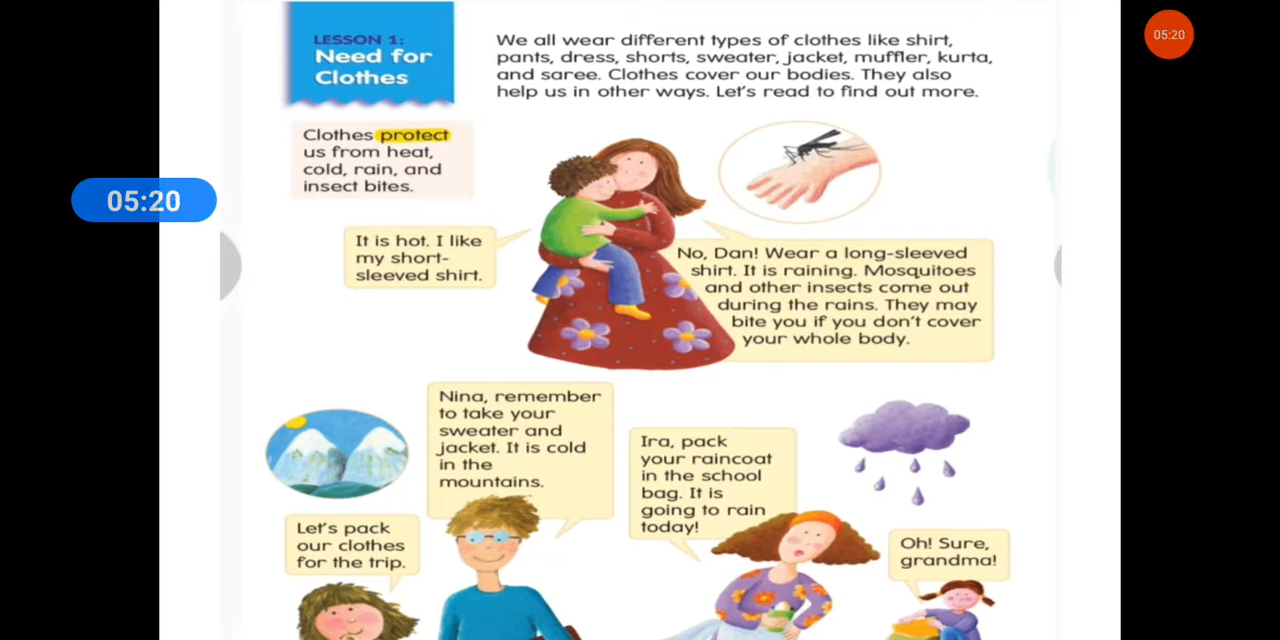 LESSON 1:
Need for
Clothes
We all wear different types of clothes like shirt,
pants, dress, shorts, sweater, jacket, muffler, kurta,
and saree. Clothes cover our bodies. They also
help us in other ways. Let's read to find out more.
05:20
Clothes protect
us from heat,
cold, rain, and
insect bites.
05:20
It is hot. I like
my short-
sleeved shirt.
No, Dan! Wear a long-sleeved
shirt. It is raining. Mosquitoes
and other insects come out
during the rains. They may
bite you if you don't cover
your whole body.
Nina, remember
to take your
sweater and
jacket. It is cold
in the
mountains.
Ira, pack
your raincoat
in the school
bag. It is
going to rain
today!
Let's pack
our clothes
for the trip.
Oh! Sure,
grandma!